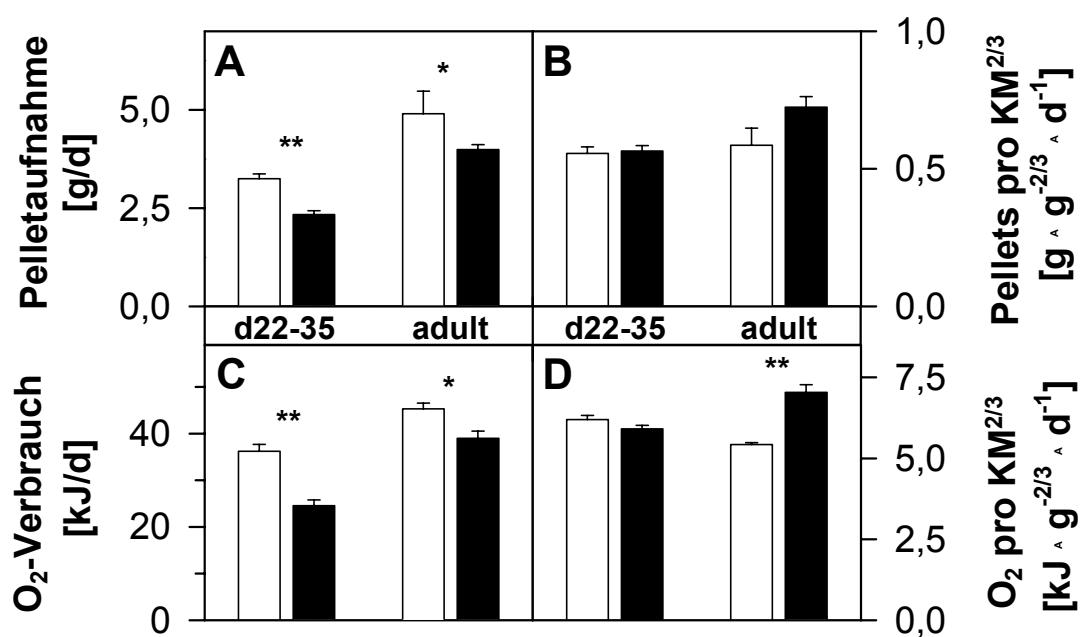 A
B
Pelletaufnahme
[g/d]
5,0
2,5
0,0
*
**
1,0
0,5
0,0
Pellets pro KM2/3
[g ^ g-2/3 ^ d-1]
d22-35
adult
d22-35
adult
C
D
O2-Verbrauch
[kJ/d]
40
20
0
**
*
**
7,5
5,0
2,5
0,0
O2 pro KM2/3
[kJ ^ g-2/3 ^ d-1]